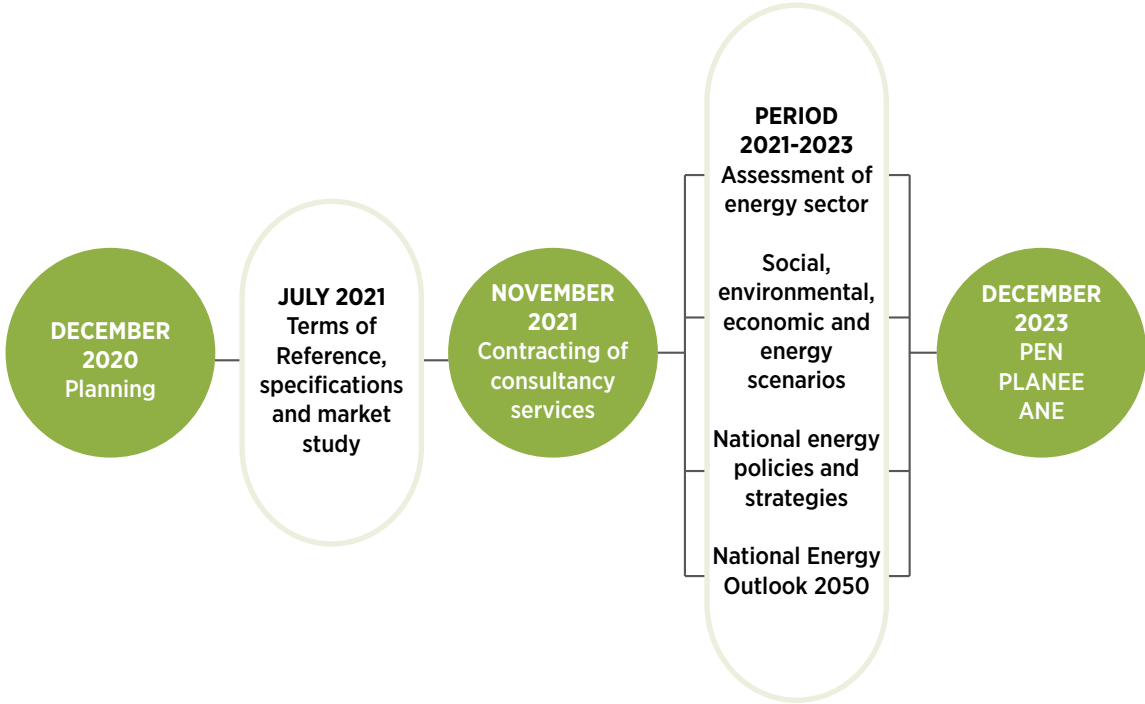 DECEMBER
2020
Planning
JULY 2021
Terms of
Reference,
specifications
and market
study
NOVEMBER
2021
Contracting of
consultancy
services
PERIOD
2021-2023
Assessment of
energy sector
Social,
environmental,
economic and
energy
scenarios
National energy
policies and
strategies
National Energy
Outlook 2050
DECEMBER
2023
PEN
PLANEE
ANE